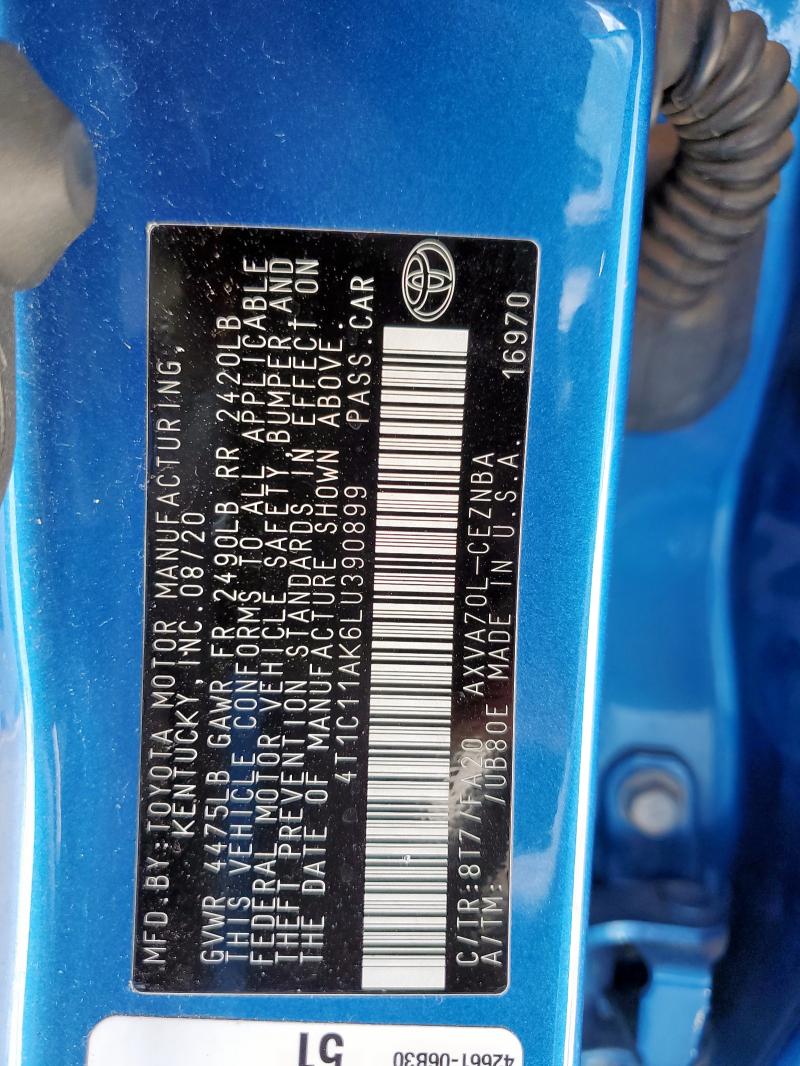 MFD.BY:TOYOTA MOTOR MANUFACTURING,
KENTUCKY, INC. 08/20
GVWR 4475LB GAWR FR 2490LB RR 2420LB
THIS VEHICLE CONFORMS TO ALL APPLICABLE
FEDERAL MOTOR VEHICLE SAFETY, BUMPER AND
THEFT PREVENTION STANDARDS IN EFFECT ON
THE DATE OF MANUFACTURE SHOWN ABOVE.
4T1C11AK6LU390899 PASS.CAR
C/TR:8T7/FA20 AXVA70L-CEZNBA 16970
A/TM: /UB80E MADE IN U.S.A.
51
42661-06B30